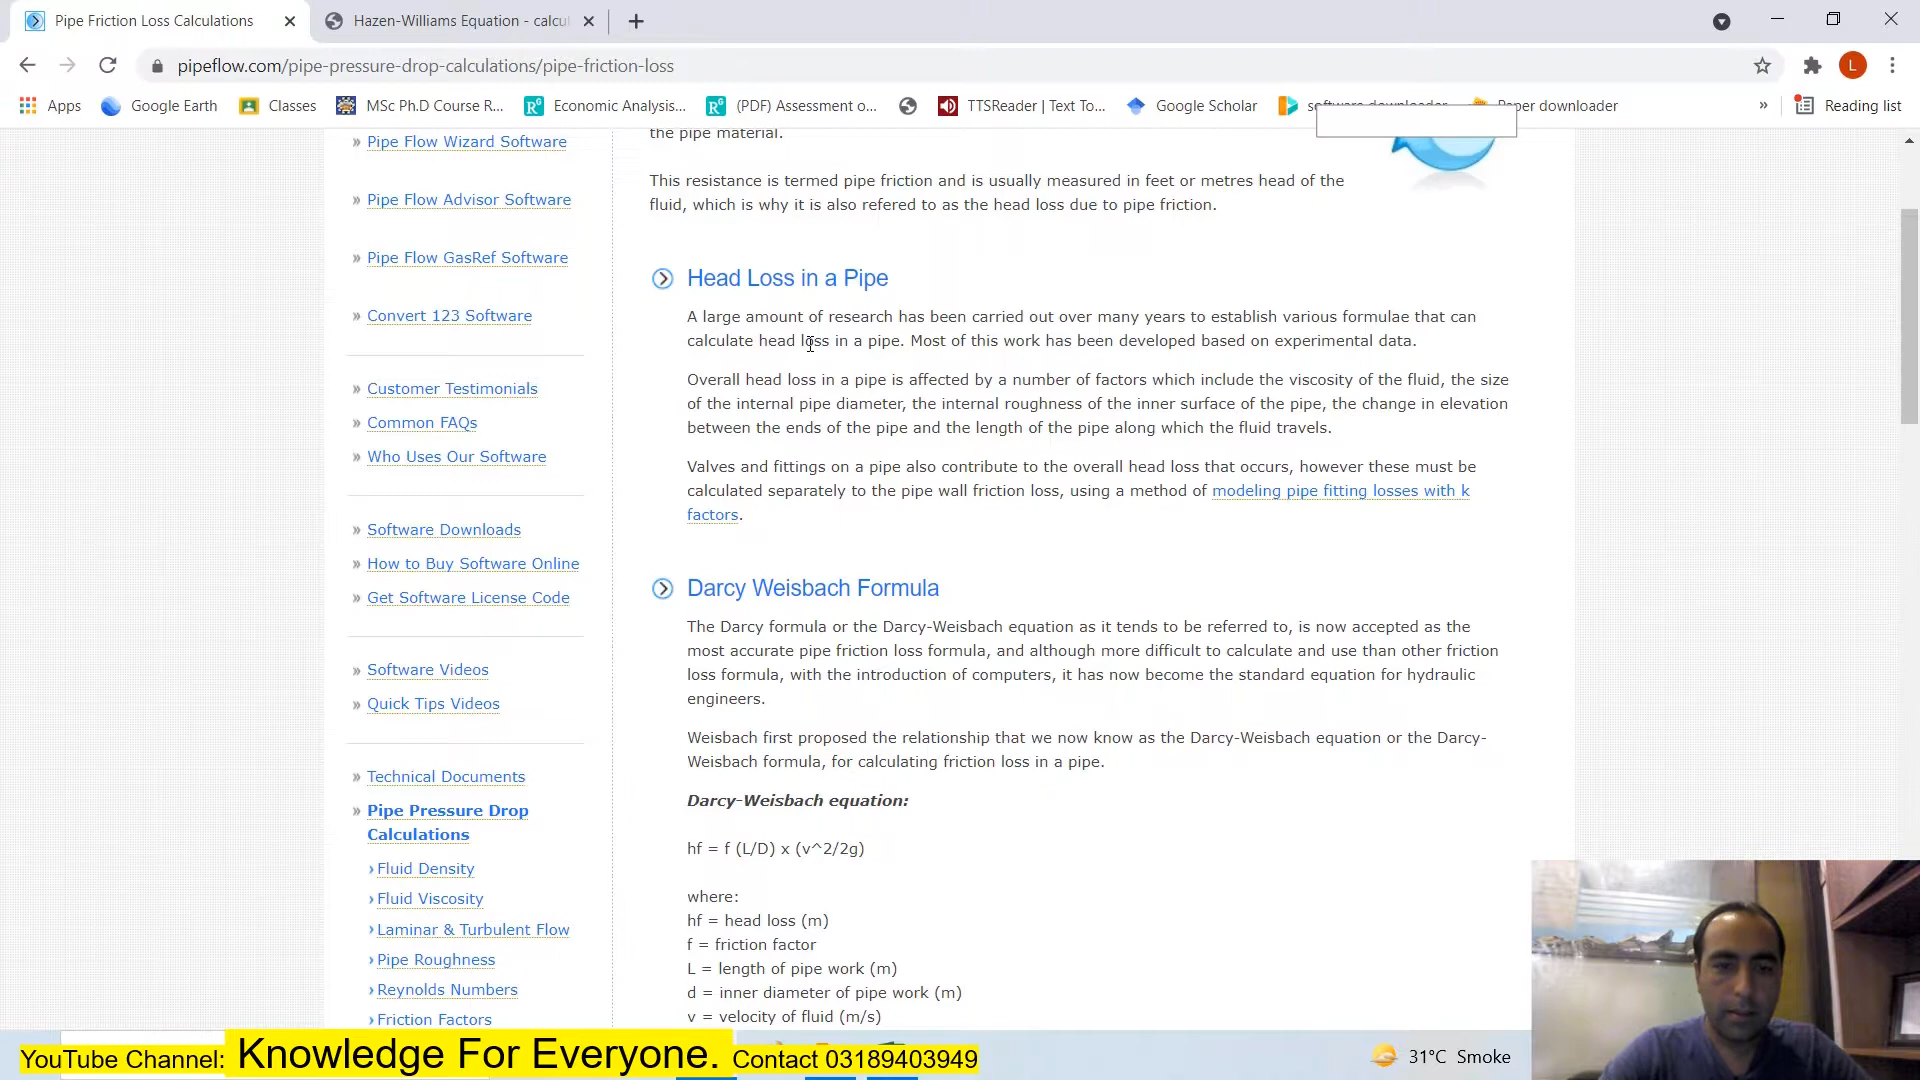 Pipe Friction Loss Calculations
Hazen-Williams Equation - calcu
pipeflow.com/pipe-pressure-drop-calculations/pipe-friction-loss
L
Apps Google Earth Classes MSc Ph.D Course R... Economic Analysis... (PDF) Assessment o... TTSReader | Text To... Google Scholar software downloader Paper downloader » Reading list
» Pipe Flow Wizard Software
» Pipe Flow Advisor Software
» Pipe Flow GasRef Software
» Convert 123 Software
» Customer Testimonials
» Common FAQs
» Who Uses Our Software
» Software Downloads
» How to Buy Software Online
» Get Software License Code
» Software Videos
» Quick Tips Videos
» Technical Documents
» Pipe Pressure Drop
Calculations
› Fluid Density
› Fluid Viscosity
› Laminar & Turbulent Flow
› Pipe Roughness
› Reynolds Numbers
› Friction Factors
the pipe material.
This resistance is termed pipe friction and is usually measured in feet or metres head of the
fluid, which is why it is also refered to as the head loss due to pipe friction.
Head Loss in a Pipe
A large amount of research has been carried out over many years to establish various formulae that can
calculate head loss in a pipe. Most of this work has been developed based on experimental data.
Overall head loss in a pipe is affected by a number of factors which include the viscosity of the fluid, the size
of the internal pipe diameter, the internal roughness of the inner surface of the pipe, the change in elevation
between the ends of the pipe and the length of the pipe along which the fluid travels.
Valves and fittings on a pipe also contribute to the overall head loss that occurs, however these must be
calculated separately to the pipe wall friction loss, using a method of modeling pipe fitting losses with k
factors.
Darcy Weisbach Formula
The Darcy formula or the Darcy-Weisbach equation as it tends to be referred to, is now accepted as the
most accurate pipe friction loss formula, and although more difficult to calculate and use than other friction
loss formula, with the introduction of computers, it has now become the standard equation for hydraulic
engineers.
Weisbach first proposed the relationship that we now know as the Darcy-Weisbach equation or the Darcy-
Weisbach formula, for calculating friction loss in a pipe.
Darcy-Weisbach equation:
hf = f (L/D) x (v^2/2g)
where:
hf = head loss (m)
f = friction factor
L = length of pipe work (m)
d = inner diameter of pipe work (m)
v = velocity of fluid (m/s)
YouTube Channel: Knowledge For Everyone. Contact 03189403949
31°C Smoke